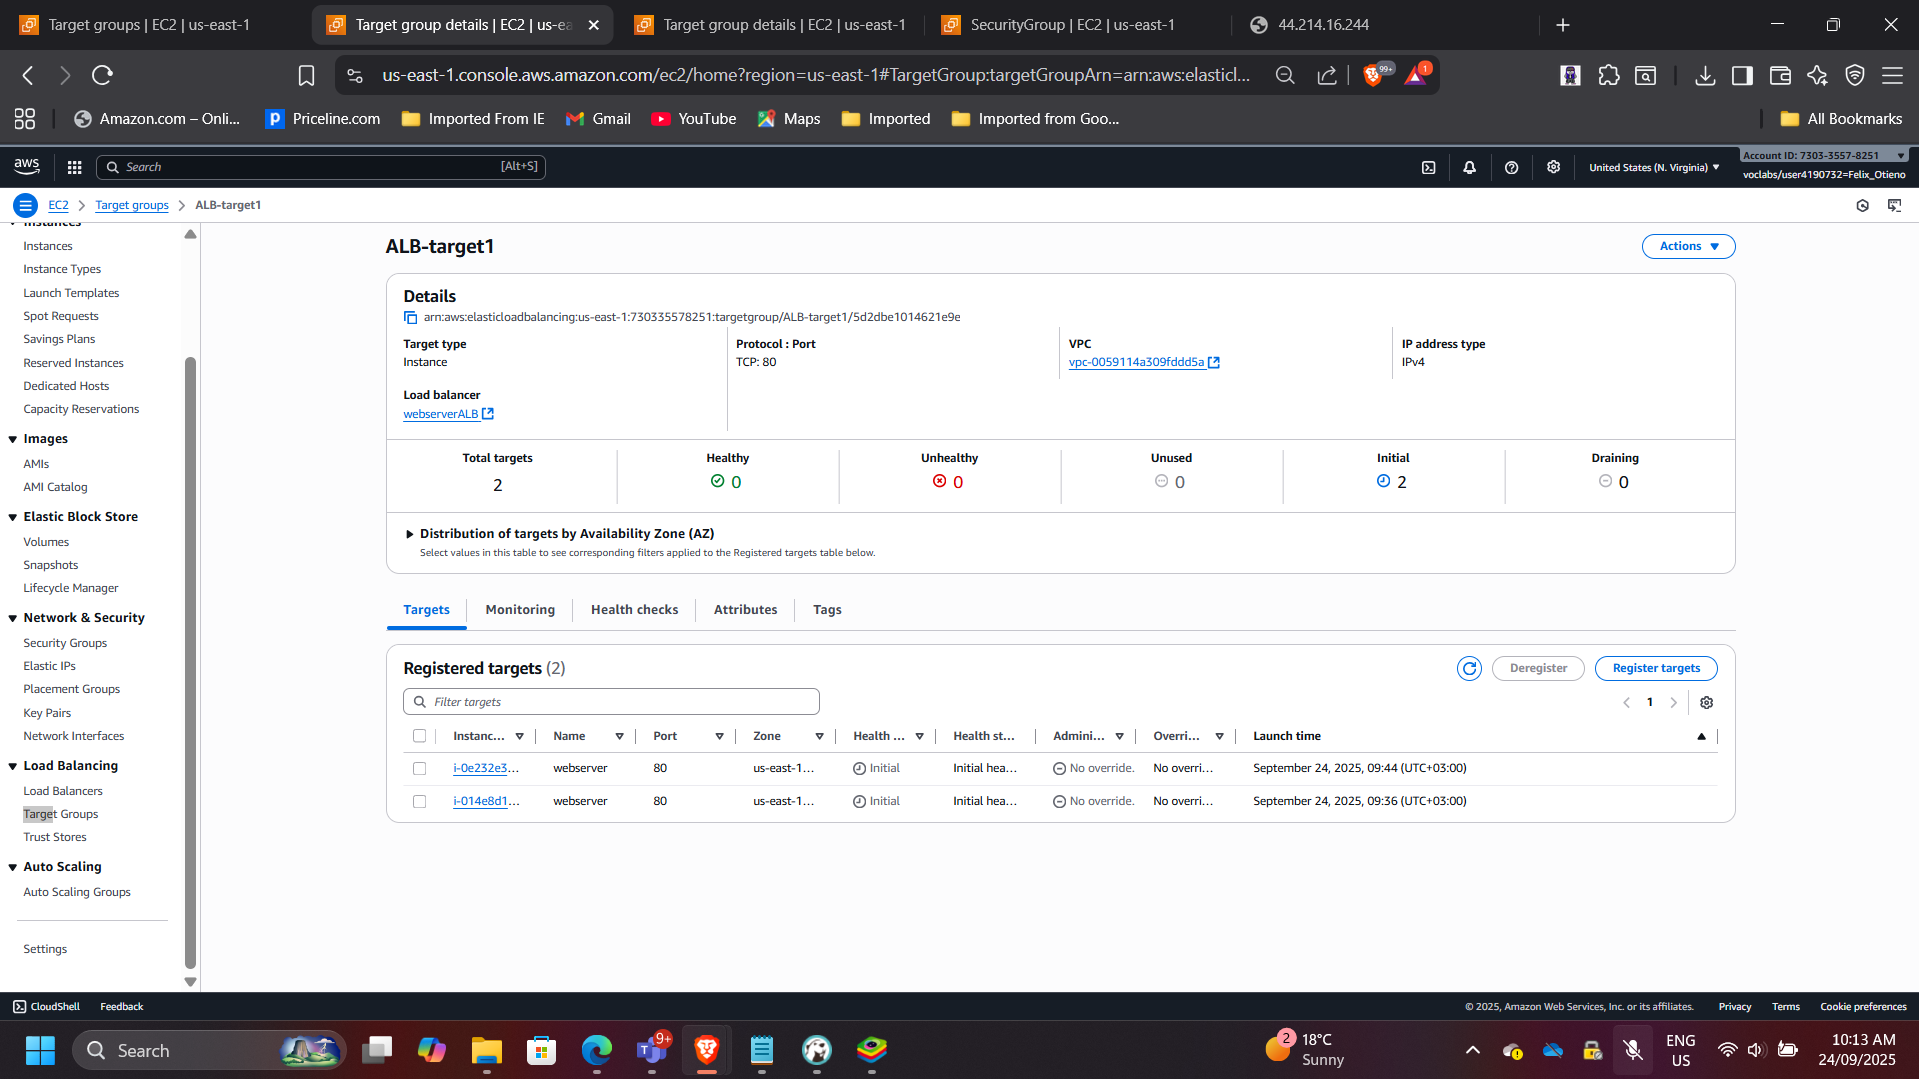 Target groups | EC2 | us-east-1
Target group details | EC2 | us-ea
Target group details | EC2 | us-east-1
SecurityGroup | EC2 | us-east-1
44.214.16.244
us-east-1.console.aws.amazon.com/ec2/home?region=us-east-1#TargetGroup:targetGroupArn=arn:aws:elasticl...
99+
1
Amazon.com – Onli...
Priceline.com
Imported From IE
Gmail
YouTube
Maps
Imported
Imported from Goo...
All Bookmarks
aws
Search
[Alt+S]
United States (N. Virginia)
Account ID: 7303-3557-8251
voclabs/user4190732=Felix_Otieno
EC2
Target groups
ALB-target1
Instances
Instances
Instance Types
Launch Templates
Spot Requests
Savings Plans
Reserved Instances
Dedicated Hosts
Capacity Reservations
Images
AMIs
AMI Catalog
Elastic Block Store
Volumes
Snapshots
Lifecycle Manager
Network & Security
Security Groups
Elastic IPs
Placement Groups
Key Pairs
Network Interfaces
Load Balancing
Load Balancers
Target Groups
Trust Stores
Auto Scaling
Auto Scaling Groups
Settings
ALB-target1
Actions
Details
arn:aws:elasticloadbalancing:us-east-1:730335578251:targetgroup/ALB-target1/5d2dbe1014621e9e
Target type
Instance
Protocol : Port
TCP: 80
VPC
vpc-0059114a309fddd5a
IP address type
IPv4
Load balancer
webserverALB
Total targets
2
Healthy
0
Unhealthy
0
Unused
0
Initial
2
Draining
0
Distribution of targets by Availability Zone (AZ)
Select values in this table to see corresponding filters applied to the Registered targets table below.
Targets
Monitoring
Health checks
Attributes
Tags
Registered targets (2)
Deregister
Register targets
Filter targets
1
Instanc... Name Port Zone Health ... Health st... Admini... Overri... Launch time
i-0e232e3... webserver 80 us-east-1... Initial Initial hea... No override. No overri... September 24, 2025, 09:44 (UTC+03:00)
i-014e8d1... webserver 80 us-east-1... Initial Initial hea... No override. No overri... September 24, 2025, 09:36 (UTC+03:00)
CloudShell
Feedback
© 2025, Amazon Web Services, Inc. or its affiliates.
Privacy
Terms
Cookie preferences
Search
9+
2
18°C
Sunny
ENG
US
10:13 AM
24/09/2025